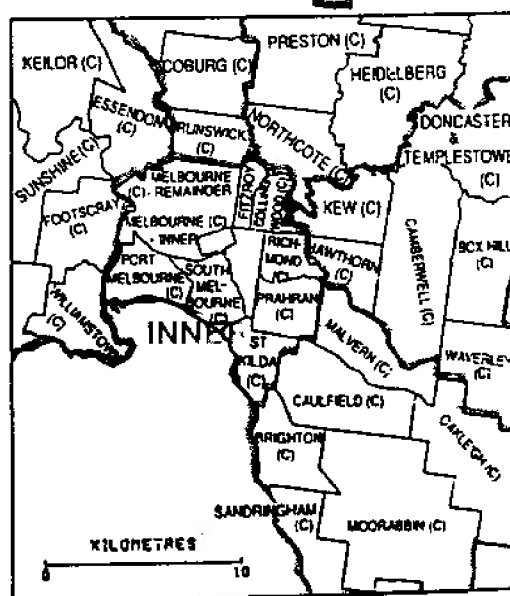 PRESTON (C)
KEILOR (C)
COBURG (C)
HEIDELBERG
(C)
ESSENDON
(C)
BRUNSWICK
(C)
NORTHCOTE (C)
DONCASTER
&
TEMPLESTOWE
(C)
SUNSHINE (C)
MELBOURNE
(C)-REMAINDER
FITZROY
COLLING
WOOD (C)
KEW (C)
FOOTSCRAY
(C)
MELBOURNE (C)
INNER
RICH-
MOND
(C)
HAWTHORN
(C)
CAMBERWELL (C)
BOX HILL
(C)
PORT
MELBOURNE
(C)
SOUTH
MEL-
BOURNE
(C)
PRAHRAN
(C)
WILLIAMSTOWN
(C)
INNER
ST
KILDA
(C)
MALVERN (C)
WAVERLEY
(C)
CAULFIELD (C)
OAKLEIGH (C)
BRIGHTON
(C)
SANDRINGHAM
(C)
MOORABBIN (C)
KILOMETRES
0 10